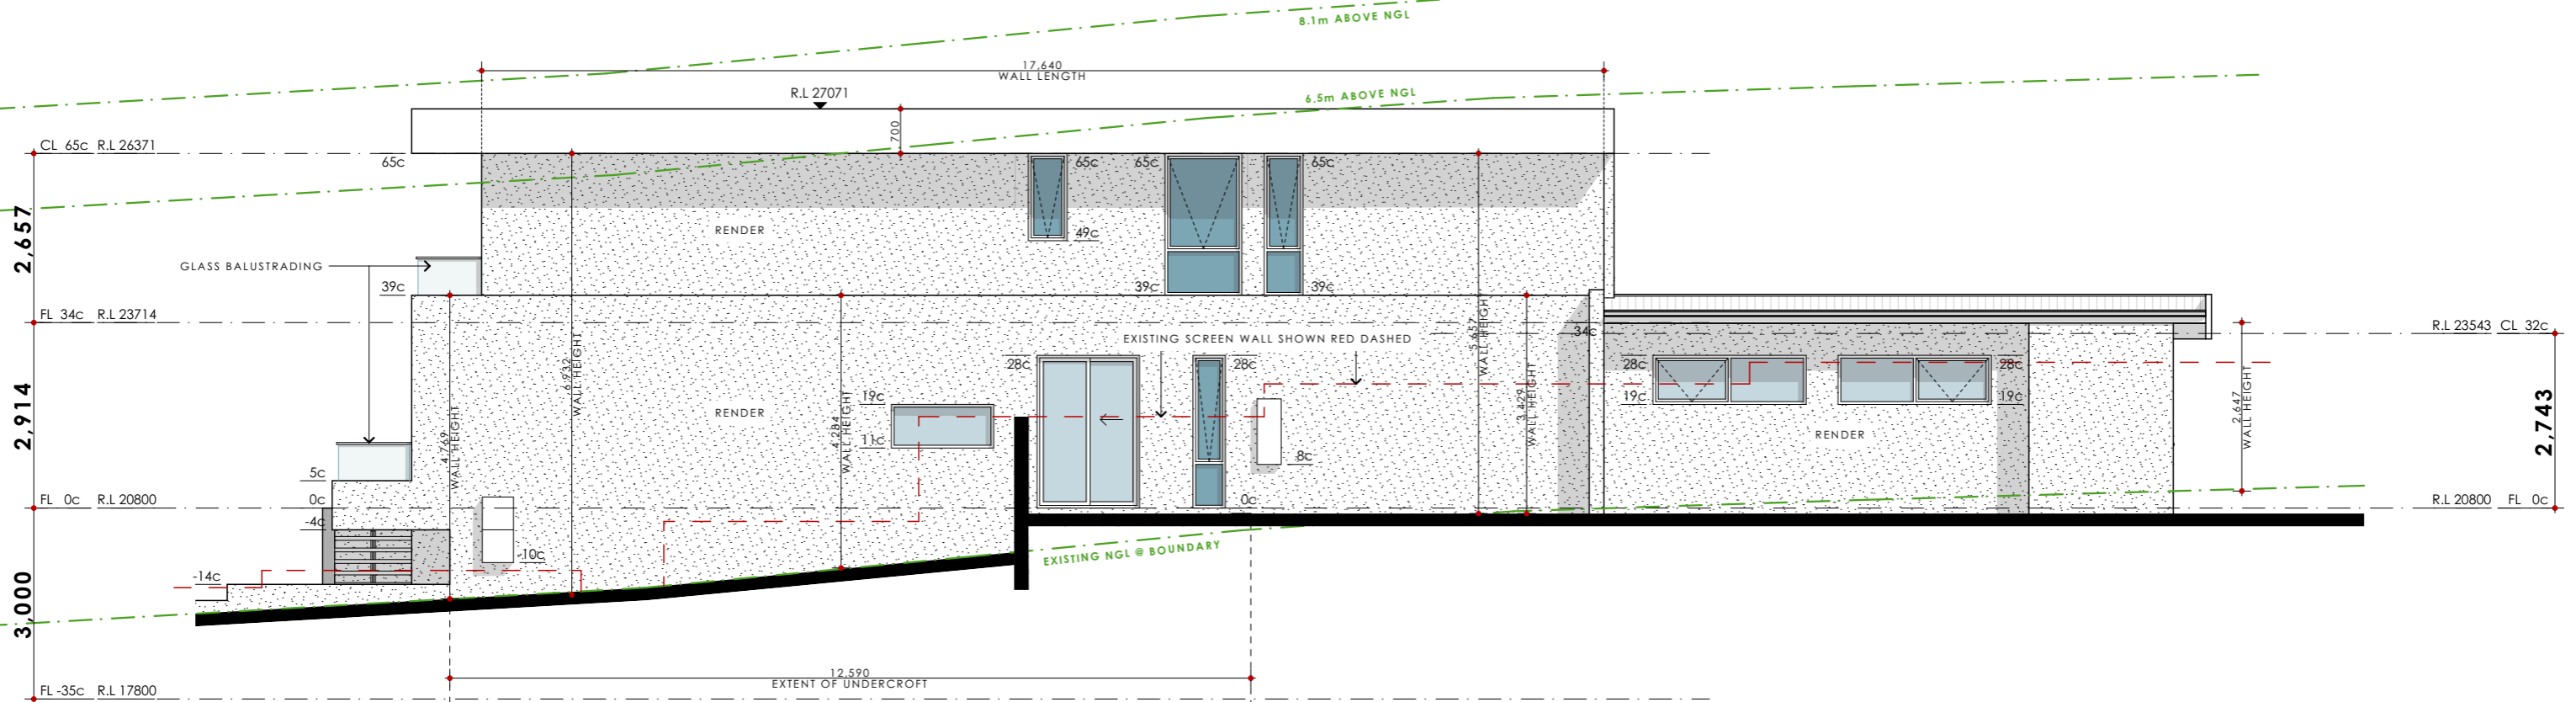 8.1m ABOVE NGL
17,640
WALL LENGTH
R.L 27071
6.5m ABOVE NGL
700
CL 65c R.L 26371
65c
65c
65c
65c
2,657
RENDER
49c
GLASS BALUSTRADING
39c
39c
39c
FL 34c R.L 23714
34c
R.L 23543 CL 32c
EXISTING SCREEN WALL SHOWN RED DASHED
6,932
WALL HEIGHT
5,657
WALL HEIGHT
28c
28c
28c
28c
2,914
19c
19c
19c
RENDER
4,284
WALL HEIGHT
3,429
WALL HEIGHT
2,647
WALL HEIGHT
2,743
4,769
WALL HEIGHT
11c
RENDER
8c
5c
FL 0c R.L 20800
0c
0c
R.L 20800 FL 0c
-4c
-10c
EXISTING NGL @ BOUNDARY
-14c
3,000
12,590
EXTENT OF UNDERCROFT
FL -35c R.L 17800